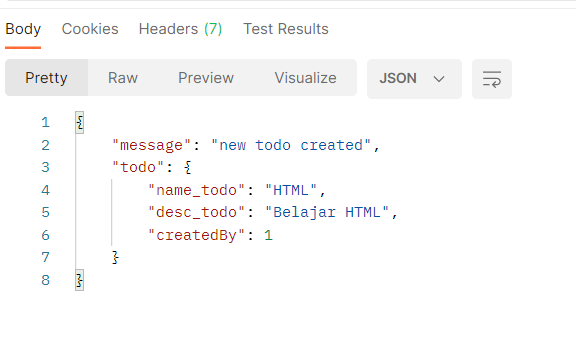 Body Cookies Headers (7) Test Results
Pretty Raw Preview Visualize JSON
1 {
2 "message": "new todo created",
3 "todo": {
4 "name_todo": "HTML",
5 "desc_todo": "Belajar HTML",
6 "createdBy": 1
7 }
8 }